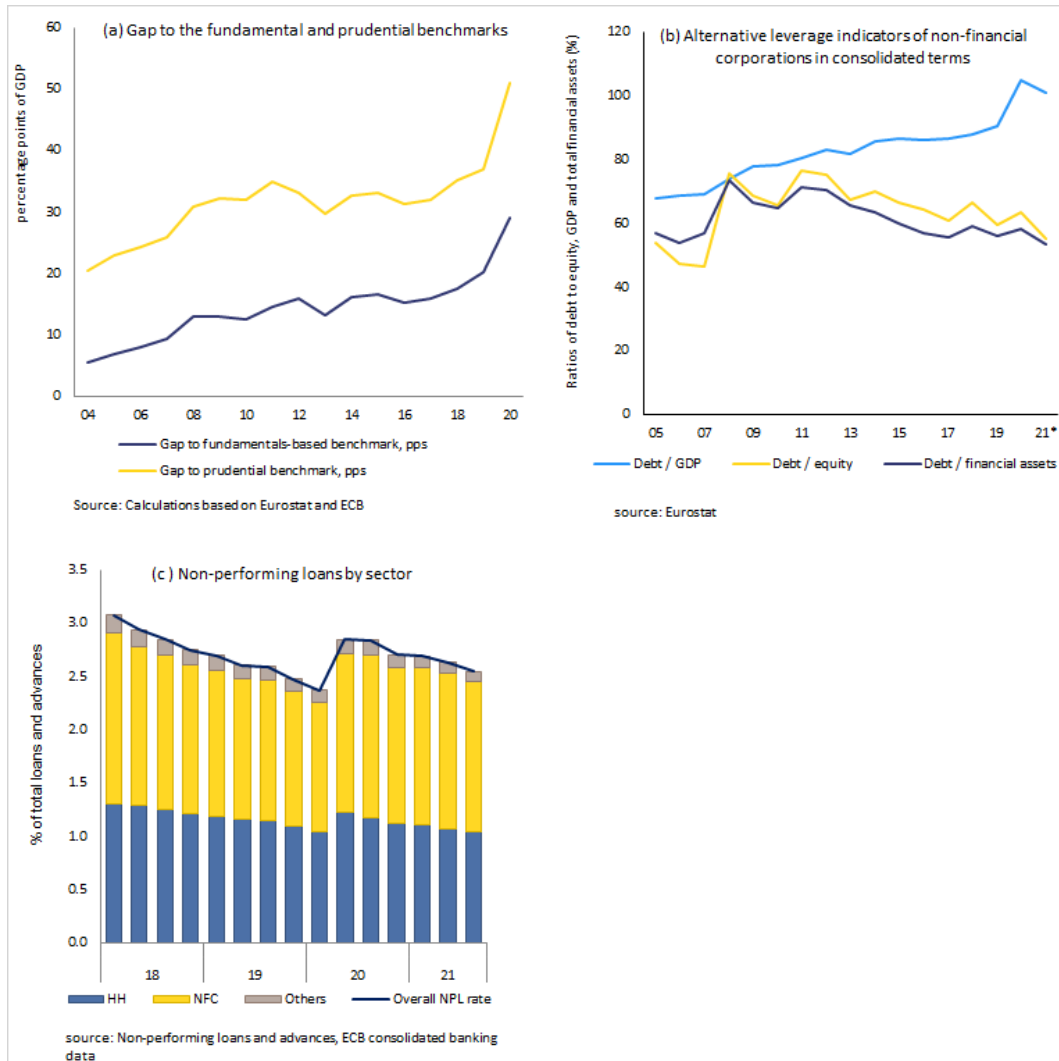 (a) Gap to the fundamental and prudential benchmarks
percentage points of GDP
60
50
40
30
20
10
0
04 06 08 10 12 14 16 18 20
Gap to fundamentals-based benchmark, pps
Gap to prudential benchmark, pps
Source: Calculations based on Eurostat and ECB
(b) Alternative leverage indicators of non-financial
corporations in consolidated terms
Ratios of debt to equity, GDP and total financial assets (%)
120
100
80
60
40
20
0
05 07 09 11 13 15 17 19 21*
Debt / GDP Debt / equity Debt / financial assets
source: Eurostat
(c ) Non-performing loans by sector
% of total loans and advances
3.5
3.0
2.5
2.0
1.5
1.0
0.5
0.0
18 19 20 21
HH NFC Others Overall NPL rate
source: Non-performing loans and advances, ECB consolidated banking
data